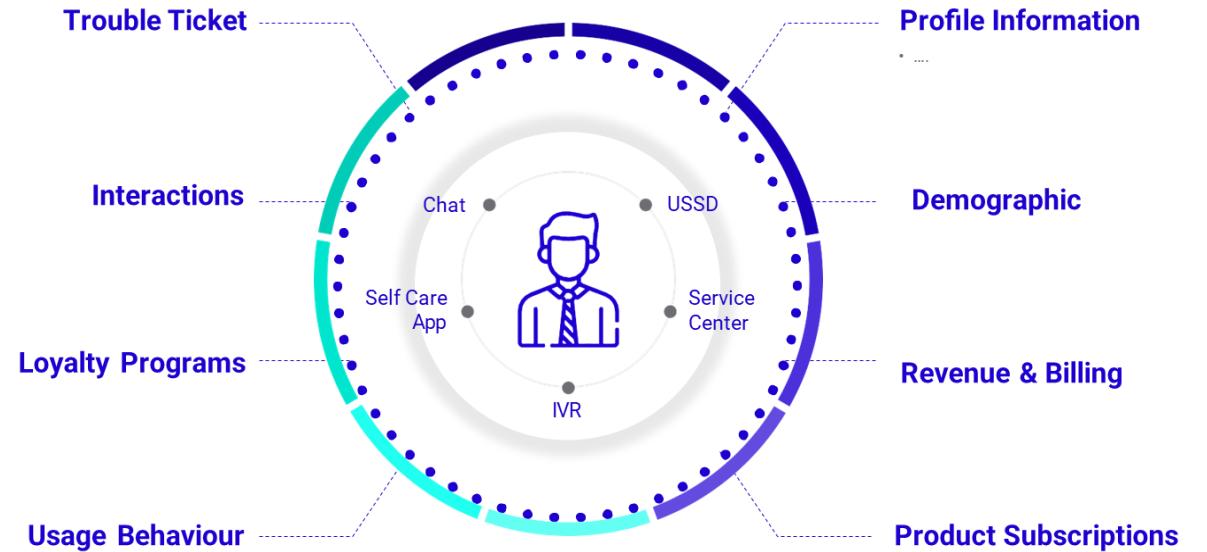 Trouble Ticket
Profile Information
• ....
Interactions
Demographic
Chat
USSD
Self Care
App
Service
Center
Loyalty Programs
Revenue & Billing
IVR
Usage Behaviour
Product Subscriptions